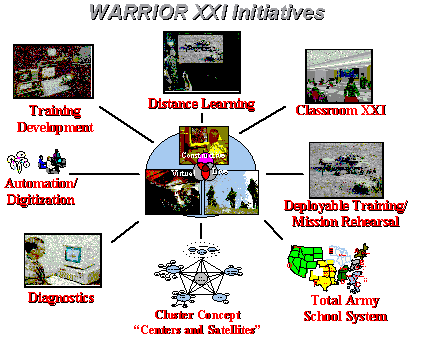 WARRIOR XXI Initiatives
Training
Development
Distance Learning
Classroom XXI
Constructive
Virtual
Live
Automation/
Digitization
Deployable Training/
Mission Rehearsal
Diagnostics
Cluster Concept
“Centers and Satellites”
Total Army
School System